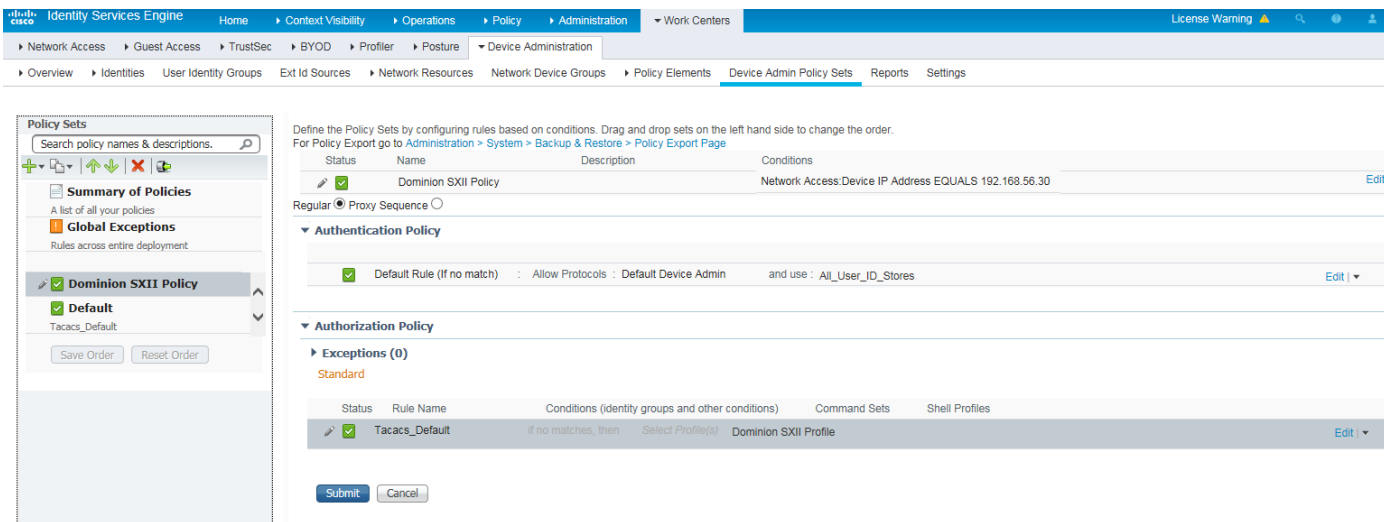 cisco Identity Services Engine Home Context Visibility Operations Policy Administration Work Centers License Warning
Network Access Guest Access TrustSec BYOD Profiler Posture Device Administration
Overview Identities User Identity Groups Ext Id Sources Network Resources Network Device Groups Policy Elements Device Admin Policy Sets Reports Settings
Policy Sets
Search policy names & descriptions.
Summary of Policies
A list of all your policies
Global Exceptions
Rules across entire deployment
Dominion SXII Policy
Default
Tacacs_Default
Save Order Reset Order
Define the Policy Sets by configuring rules based on conditions. Drag and drop sets on the left hand side to change the order.
For Policy Export go to Administration > System > Backup & Restore > Policy Export Page
Status Name Description Conditions
Dominion SXII Policy Network Access:Device IP Address EQUALS 192.168.56.30 Edit
Regular Proxy Sequence
Authentication Policy
Default Rule (If no match) : Allow Protocols : Default Device Admin and use : All_User_ID_Stores Edit |
Authorization Policy
Exceptions (0)
Standard
Status Rule Name Conditions (identity groups and other conditions) Command Sets Shell Profiles
Tacacs_Default if no matches, then Select Profile(s) Dominion SXII Profile Edit |
Submit Cancel